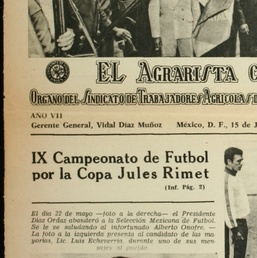 EL AGRARISTA
ORGANO DEL SINDICATO DE TRABAJADORES AGRICOLAS
AÑO VII
Gerente General, Vidal Díaz Muñoz México, D. F., 15 de J
IX Campeonato de Futbol
por la Copa Jules Rimet
(Inf. Pág. 7)
El día 22 de mayo —foto a la derecha— el Presidente
Díaz Ordaz abanderó a la Selección Mexicana de Futbol.
Se le ve saludando al infortunado Alberto Onofre. —
La foto a la izquierda presenta al candidato de las ma
yorías, Lic. Luis Echeverría, durante uno de sus men